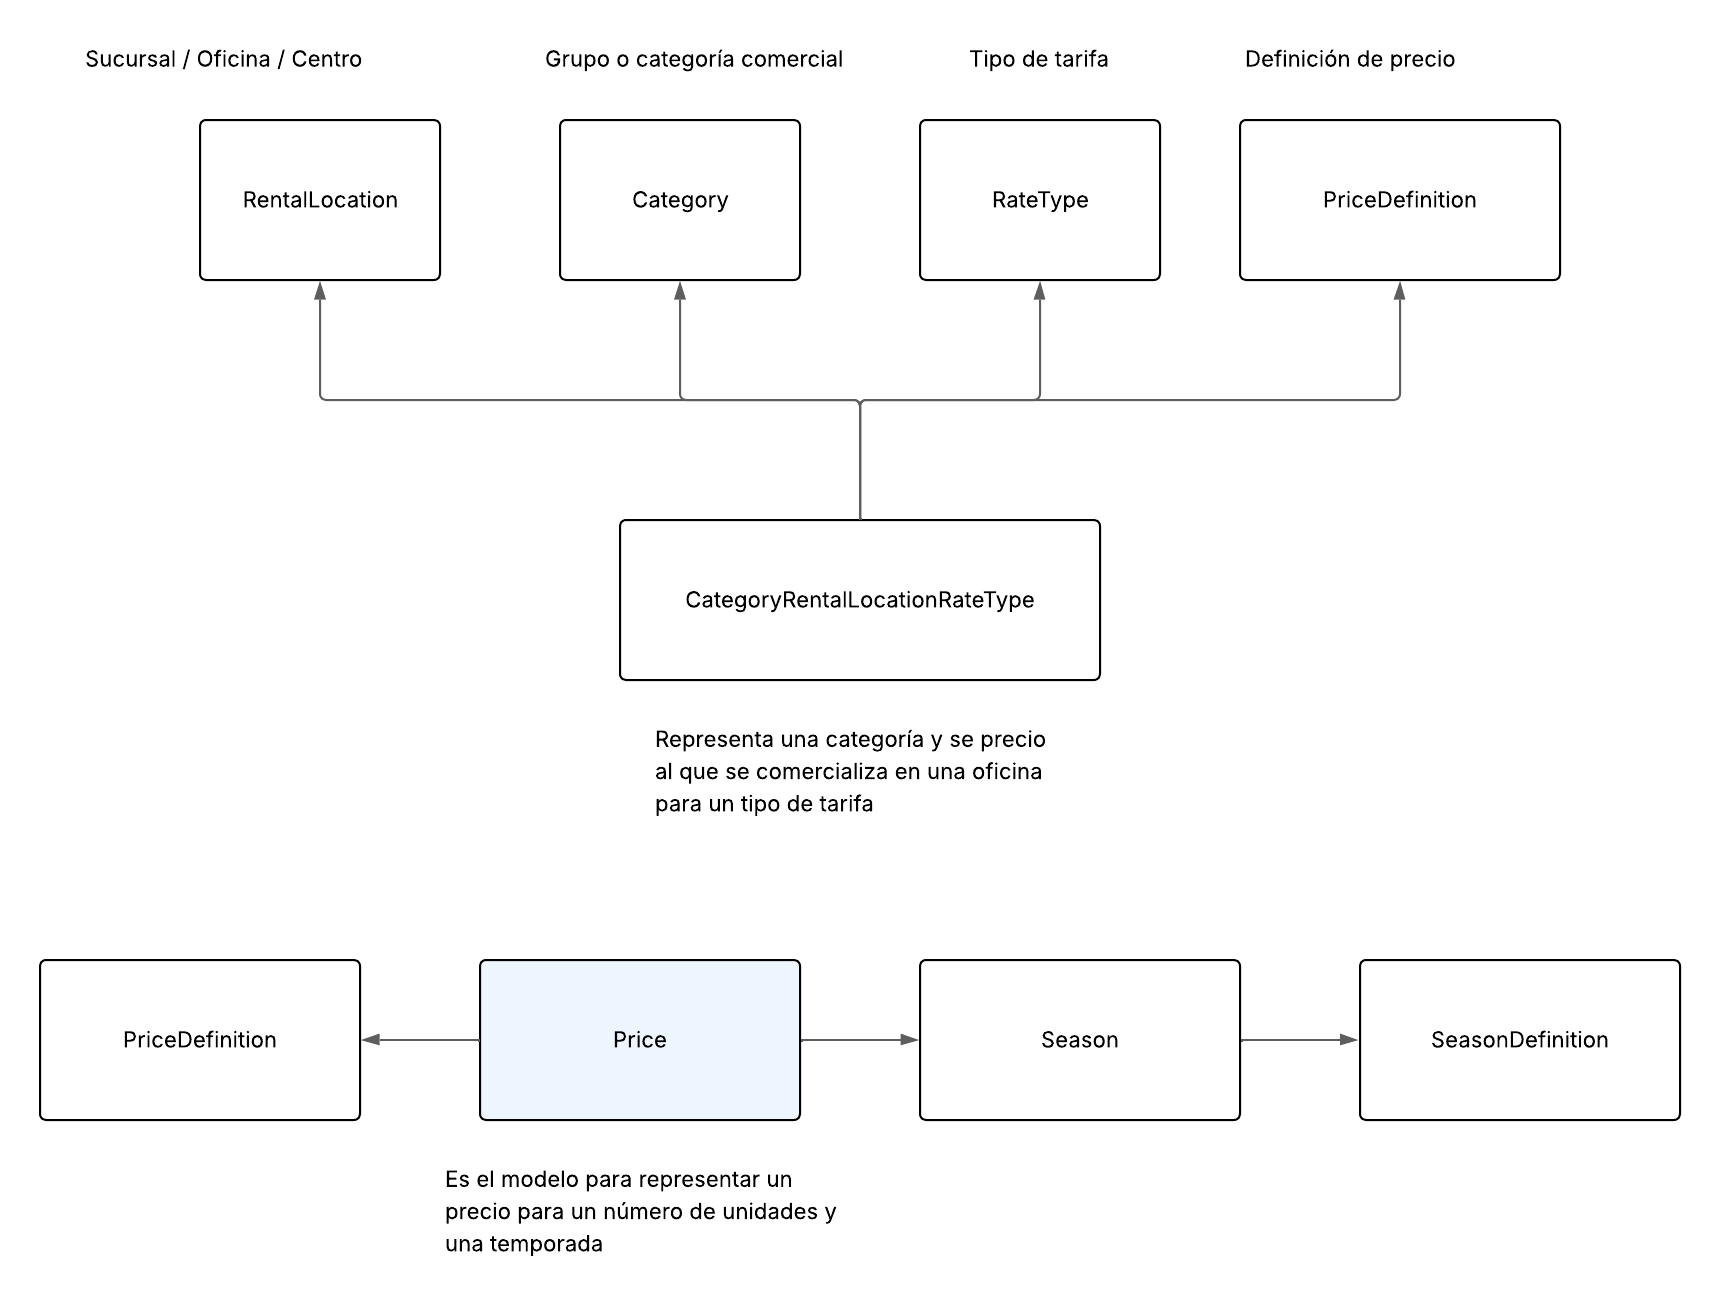 Sucursal / Oficina / Centro
Grupo o categoría comercial
Tipo de tarifa
Definición de precio
RentalLocation
Category
RateType
PriceDefinition
CategoryRentalLocationRateType
Representa una categoría y se precio
al que se comercializa en una oficina
para un tipo de tarifa
PriceDefinition
Price
Season
SeasonDefinition
Es el modelo para representar un
precio para un número de unidades y
una temporada